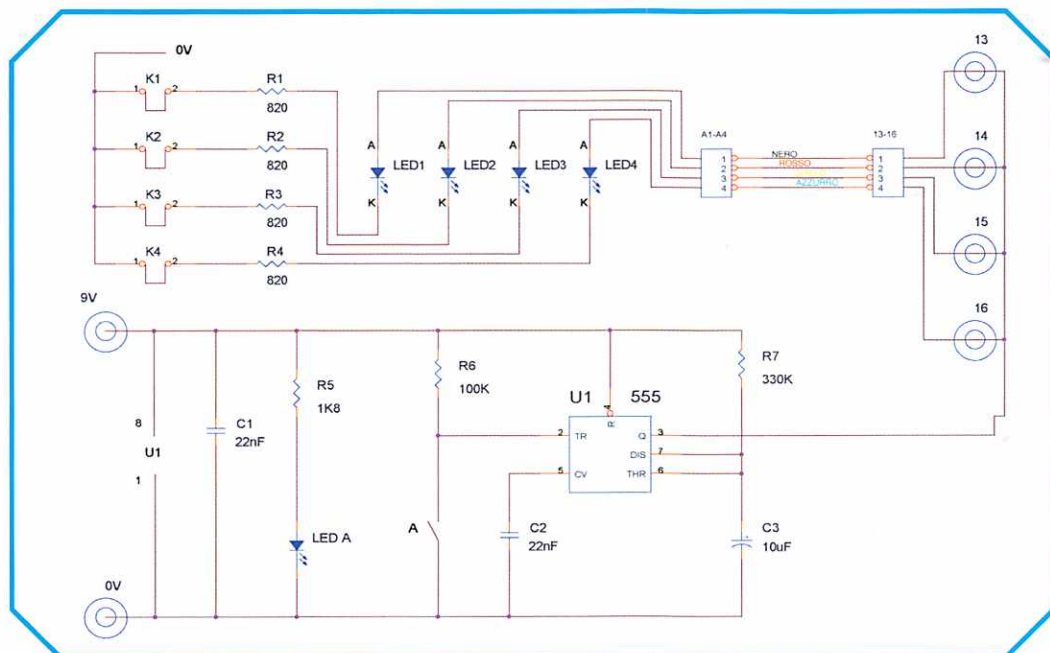 0V
13
K1
1 2
R1
820
K2
1 2
R2
820
K3
1 2
R3
820
K4
1 2
R4
820
A
LED1
K
A
LED2
K
A
LED3
K
A
LED4
K
A1-A4
1
2
3
4
NERO
ROSSO
AZZURRO
13-16
1
2
3
4
14
15
16
9V
8
U1
1
C1
22nF
R5
1K8
LED A
R6
100K
A
U1 555
4
R
2 TR
Q 3
DIS 7
5 CV
THR 6
C2
22nF
R7
330K
C3
10uF
+
0V